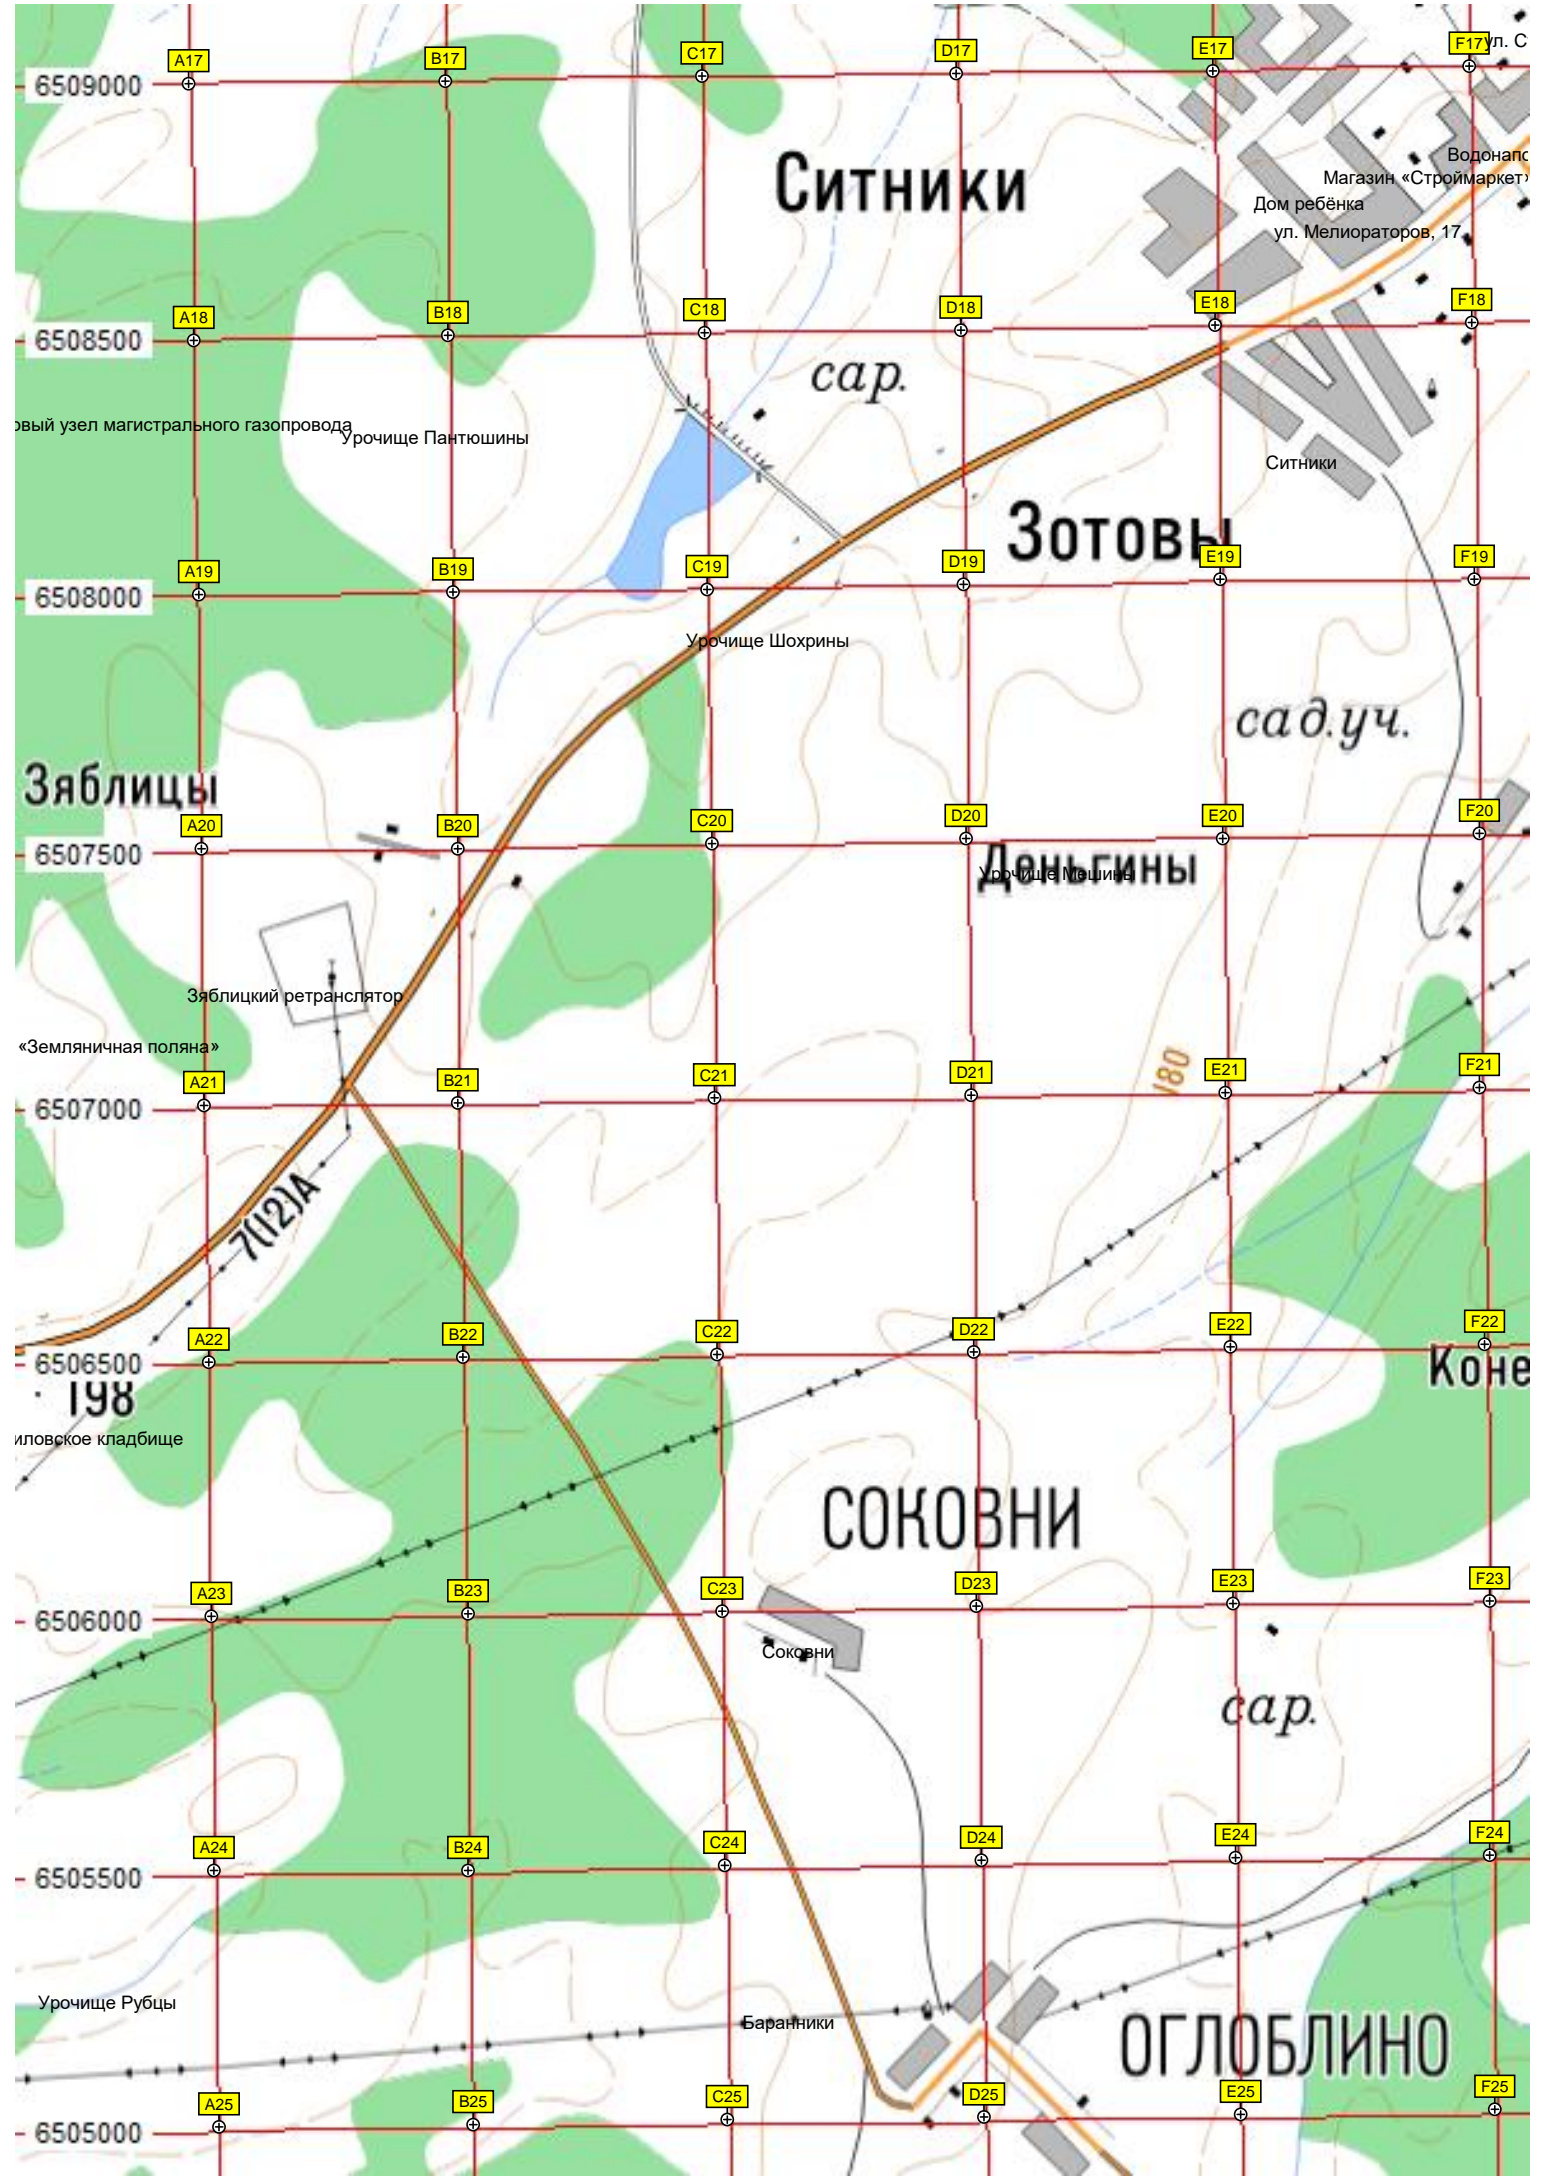 A17
B17
C17
D17
E17
F17
ул. С
6509000
Водонапо
Магазин «Строймаркет»
Ситники
Дом ребёнка
ул. Мелиораторов, 17
A18
B18
C18
D18
E18
F18
6508500
сар.
овый узел магистрального газопровода
Урочище Пантюшины
Ситники
Зотовы
A19
B19
C19
D19
E19
F19
6508000
Урочище Шохрины
сад.уч.
Зяблицы
A20
B20
C20
D20
E20
F20
6507500
Деньгины
Урочище Мешины
Зяблицкий ретранслятор
«Земляничная поляна»
180
A21
B21
C21
D21
E21
F21
6507000
7(12)А
A22
B22
C22
D22
E22
F22
6506500
Коне
198
иловское кладбище
СОКОВНИ
A23
B23
C23
D23
E23
F23
6506000
Соковни
сар.
A24
B24
C24
D24
E24
F24
6505500
Урочище Рубцы
Баранники
ОГЛОБЛИНО
A25
B25
C25
D25
E25
F25
6505000